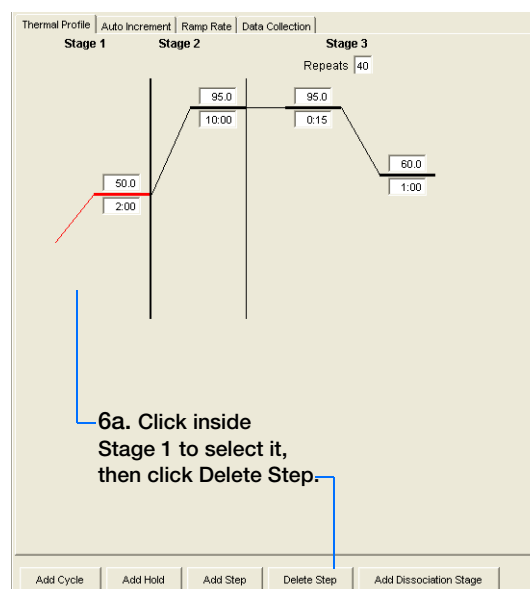 Thermal Profile Auto Increment Ramp Rate Data Collection
Stage 1 Stage 2 Stage 3
Repeats 40
95.0 95.0
10:00 0:15
60.0
1:00
50.0
2:00
6a. Click inside
Stage 1 to select it,
then click Delete Step.
Add Cycle Add Hold Add Step Delete Step Add Dissociation Stage